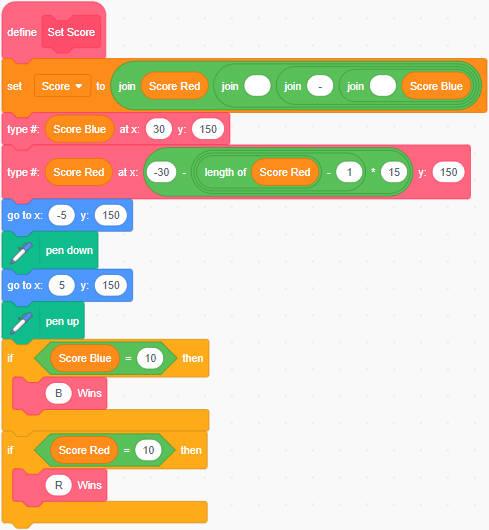 define Set Score
set Score to join Score Red join join - join Score Blue
type #: Score Blue at x: 30 y: 150
type #: Score Red at x: -30 - length of Score Red - 1 * 15 y: 150
go to x: -5 y: 150
pen down
go to x: 5 y: 150
pen up
if Score Blue = 10 then
B Wins
if Score Red = 10 then
R Wins